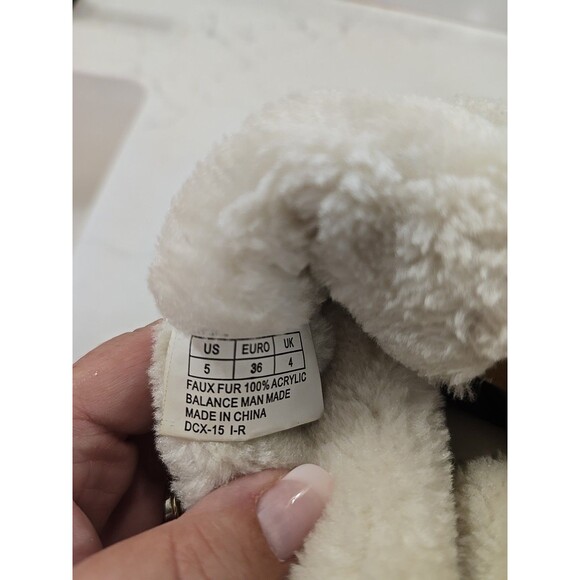 US EURO UK
5 36 4
FAUX FUR 100% ACRYLIC
BALANCE MAN MADE
MADE IN CHINA
DCX-15 I-R